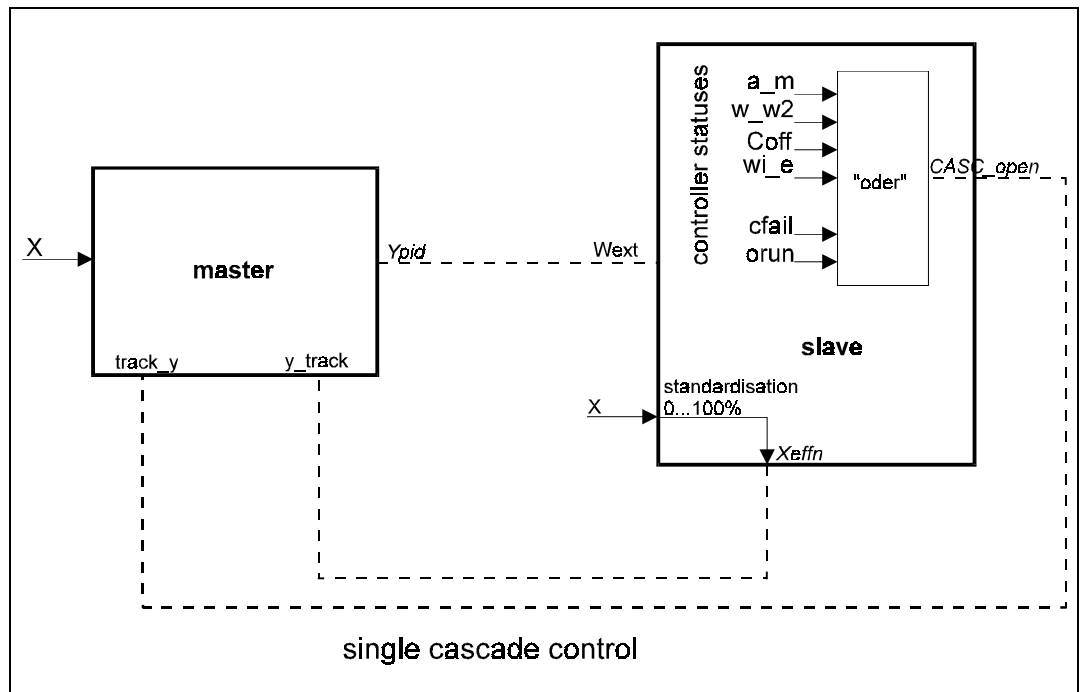 controller statuses
a_m
w_w2
Coff
wi_e
cfail
orun
"oder"
CASC_open
X
master
Ypid
Wext
track_y
y_track
slave
X
standardisation
0...100%
Xeffn
single cascade control